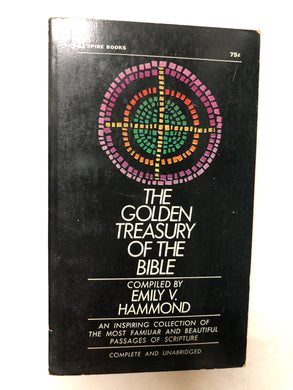 SPIRE BOOKS
75¢
THE
GOLDEN
TREASURY
OF THE
BIBLE
COMPILED BY
EMILY V.
HAMMOND
AN INSPIRING COLLECTION OF
THE MOST FAMILIAR AND BEAUTIFUL
PASSAGES OF SCRIPTURE
COMPLETE AND UNABRIDGED